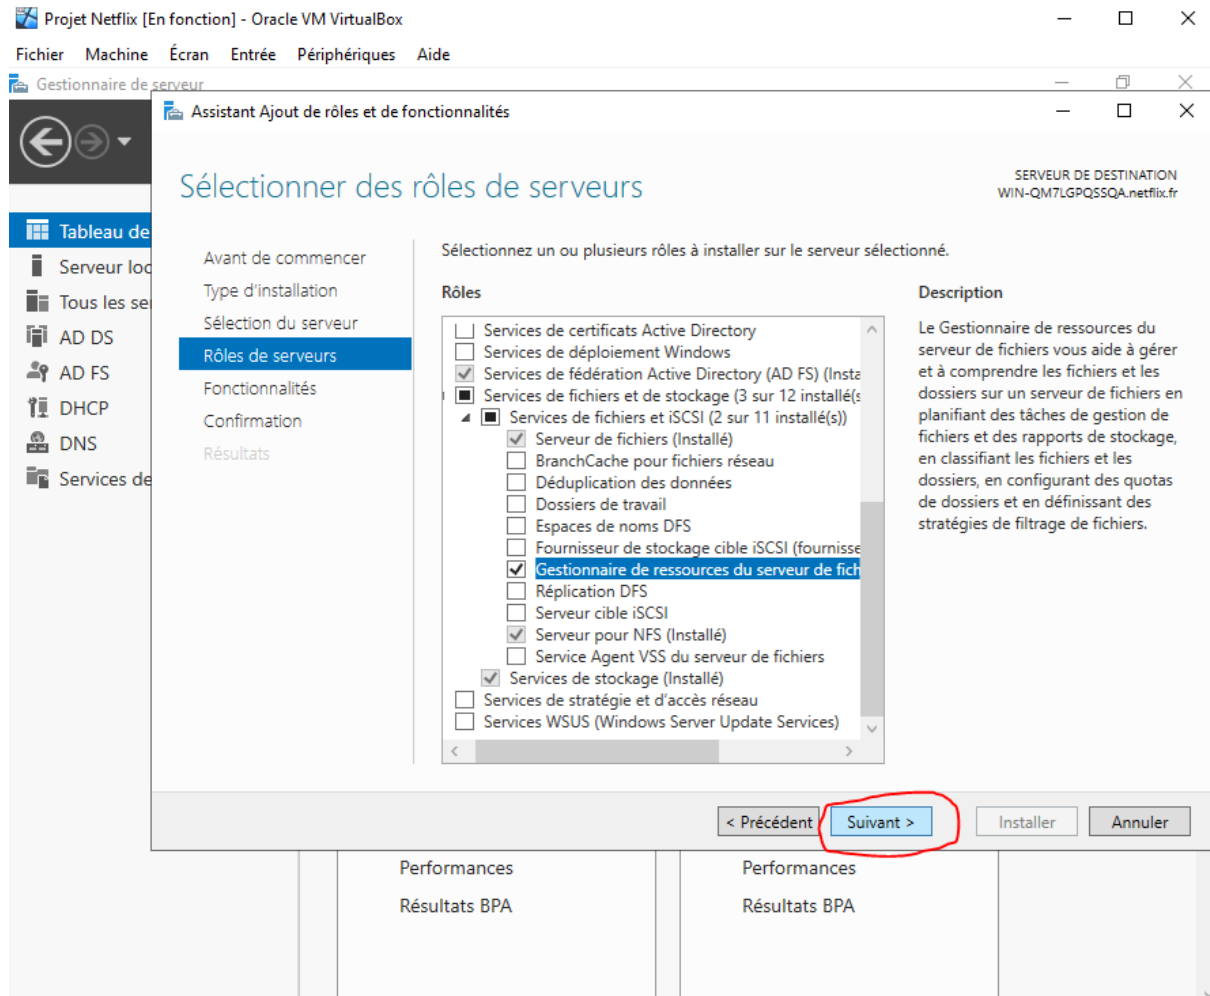 Projet Netflix [En fonction] - Oracle VM VirtualBox
Fichier Machine Écran Entrée Périphériques Aide
Gestionnaire de serveur
Assistant Ajout de rôles et de fonctionnalités
Sélectionner des rôles de serveurs
SERVEUR DE DESTINATION
WIN-QM7LGPQSSQA.netflix.fr
Tableau de
Serveur loc
Tous les ser
AD DS
AD FS
DHCP
DNS
Services de
Avant de commencer
Type d'installation
Sélection du serveur
Rôles de serveurs
Fonctionnalités
Confirmation
Résultats
Sélectionnez un ou plusieurs rôles à installer sur le serveur sélectionné.
Rôles
Services de certificats Active Directory
Services de déploiement Windows
Services de fédération Active Directory (AD FS) (Insta
Services de fichiers et de stockage (3 sur 12 installé(s
Services de fichiers et iSCSI (2 sur 11 installé(s))
Serveur de fichiers (Installé)
BranchCache pour fichiers réseau
Déduplication des données
Dossiers de travail
Espaces de noms DFS
Fournisseur de stockage cible iSCSI (fournisse
Gestionnaire de ressources du serveur de fich
Réplication DFS
Serveur cible iSCSI
Serveur pour NFS (Installé)
Service Agent VSS du serveur de fichiers
Services de stockage (Installé)
Services de stratégie et d'accès réseau
Services WSUS (Windows Server Update Services)
Description
Le Gestionnaire de ressources du
serveur de fichiers vous aide à gérer
et à comprendre les fichiers et les
dossiers sur un serveur de fichiers en
planifiant des tâches de gestion de
fichiers et des rapports de stockage,
en classifiant les fichiers et les
dossiers, en configurant des quotas
de dossiers et en définissant des
stratégies de filtrage de fichiers.
< Précédent Suivant > Installer Annuler
Performances
Résultats BPA
Performances
Résultats BPA